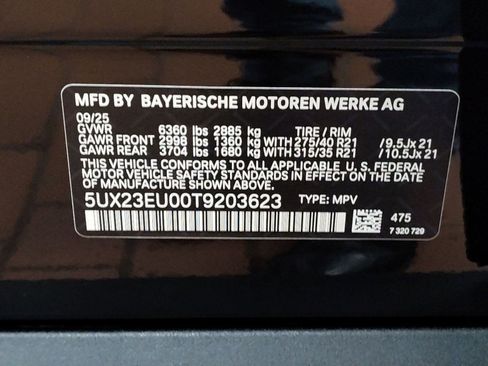 MFD BY BAYERISCHE MOTOREN WERKE AG
09/25
GVWR 6360 lbs 2885 kg TIRE / RIM
GAWR FRONT 2998 lbs 1360 kg WITH 275/40 R21 /9.5Jx21
GAWR REAR 3704 lbs 1680 kg WITH 315/35 R21 /10.5Jx21
THIS VEHICLE CONFORMS TO ALL APPLICABLE U. S. FEDERAL
MOTOR VEHICLE SAFETY STANDARDS IN EFFECT ON THE
DATE OF MANUFACTURE SHOWN ABOVE.
5UX23EU00T9203623 TYPE: MPV
475
7 320 729